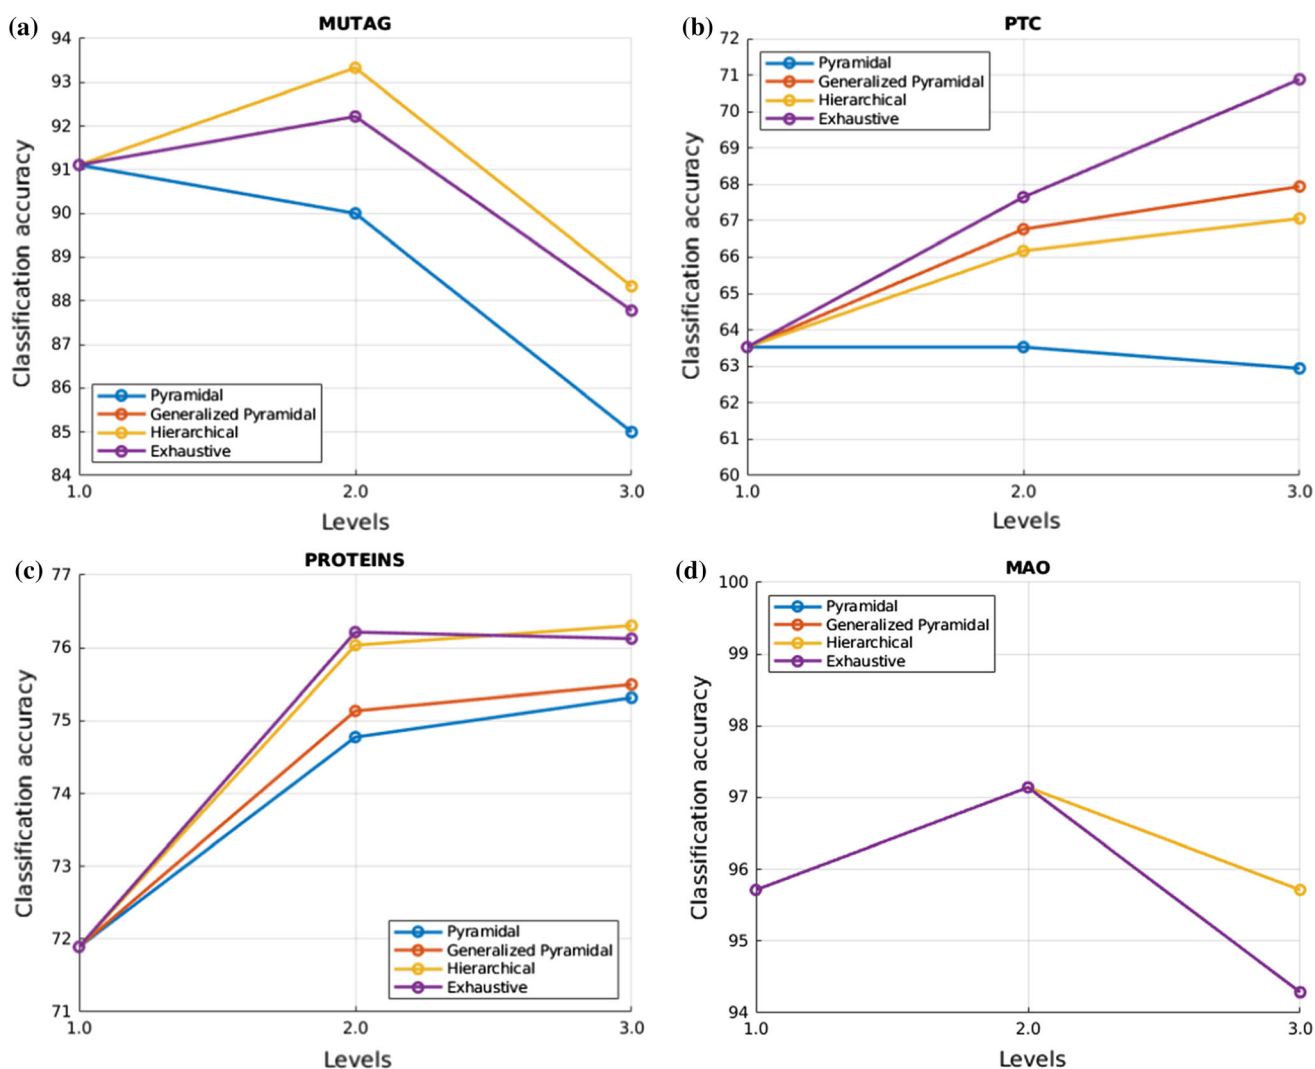 (a)
MUTAG
94
93
92
91
90
89
88
87
86
85
84
Classification accuracy
Pyramidal
Generalized Pyramidal
Hierarchical
Exhaustive
1.0 2.0 3.0
Levels
(b)
PTC
72
71
70
69
68
67
66
65
64
63
62
61
60
Classification accuracy
Pyramidal
Generalized Pyramidal
Hierarchical
Exhaustive
1.0 2.0 3.0
Levels
(c)
PROTEINS
77
76
75
74
73
72
71
Classification accuracy
Pyramidal
Generalized Pyramidal
Hierarchical
Exhaustive
1.0 2.0 3.0
Levels
(d)
MAO
100
99
98
97
96
95
94
Classification accuracy
Pyramidal
Generalized Pyramidal
Hierarchical
Exhaustive
1.0 2.0 3.0
Levels